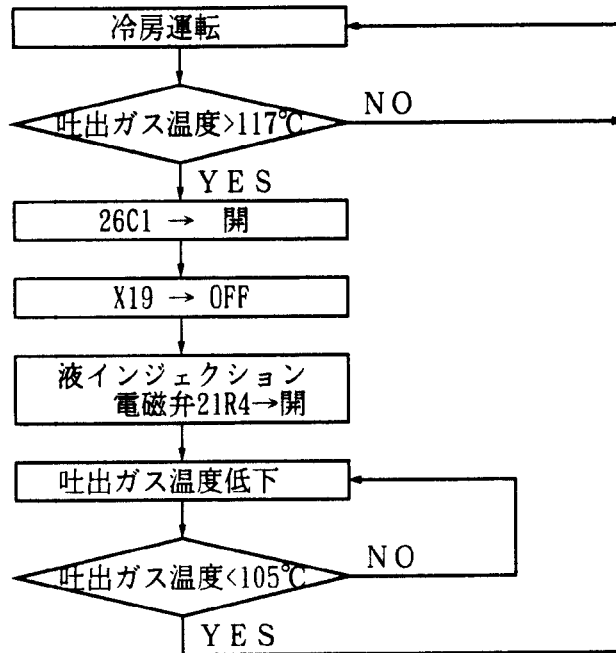 冷房運転
吐出ガス温度>117℃
NO
YES
26C1 → 開
X19 → OFF
液インジェクション
電磁弁21R4→開
吐出ガス温度低下
吐出ガス温度<105℃
NO
YES